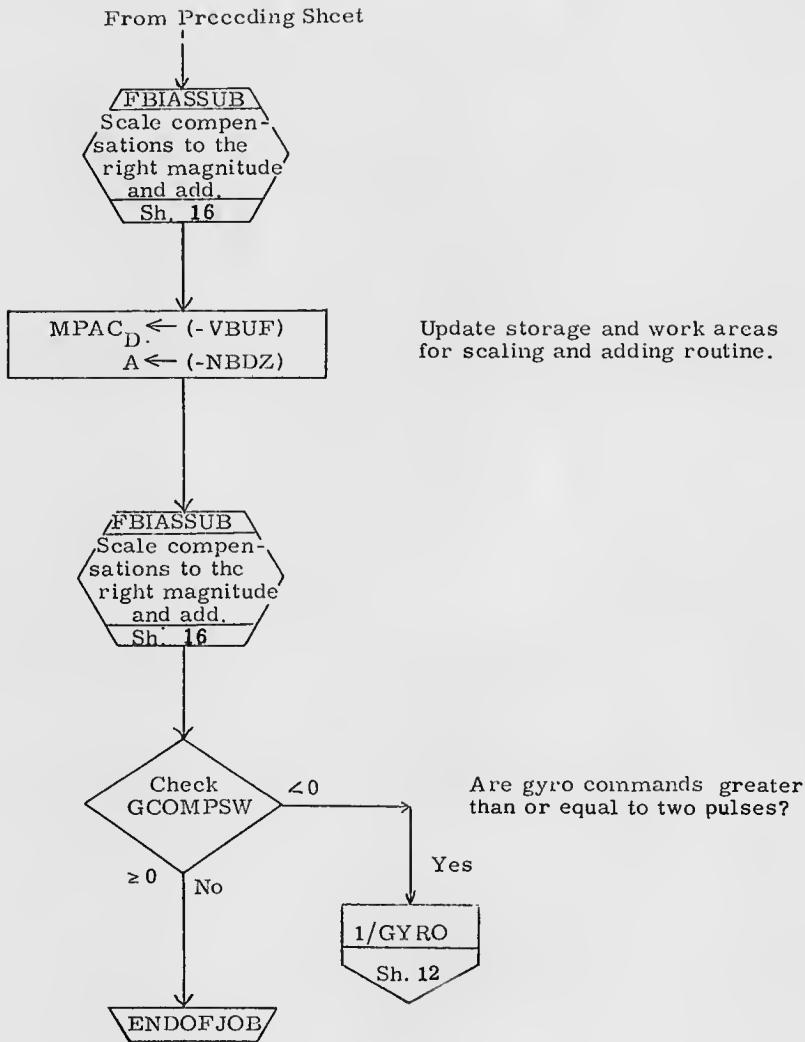 From Preceding Sheet
FBIASSUB
Scale compen-
sations to the
right magnitude
and add.
Sh. 16
MPAC_D. ← (-VBUF)
A ← (-NBDZ)
Update storage and work areas
for scaling and adding routine.
FBIASSUB
Scale compen-
sations to the
right magnitude
and add.
Sh. 16
Check
GCOMPSW
<0
Are gyro commands greater
than or equal to two pulses?
≥0
No
Yes
1/GYRO
Sh. 12
ENDOFJOB